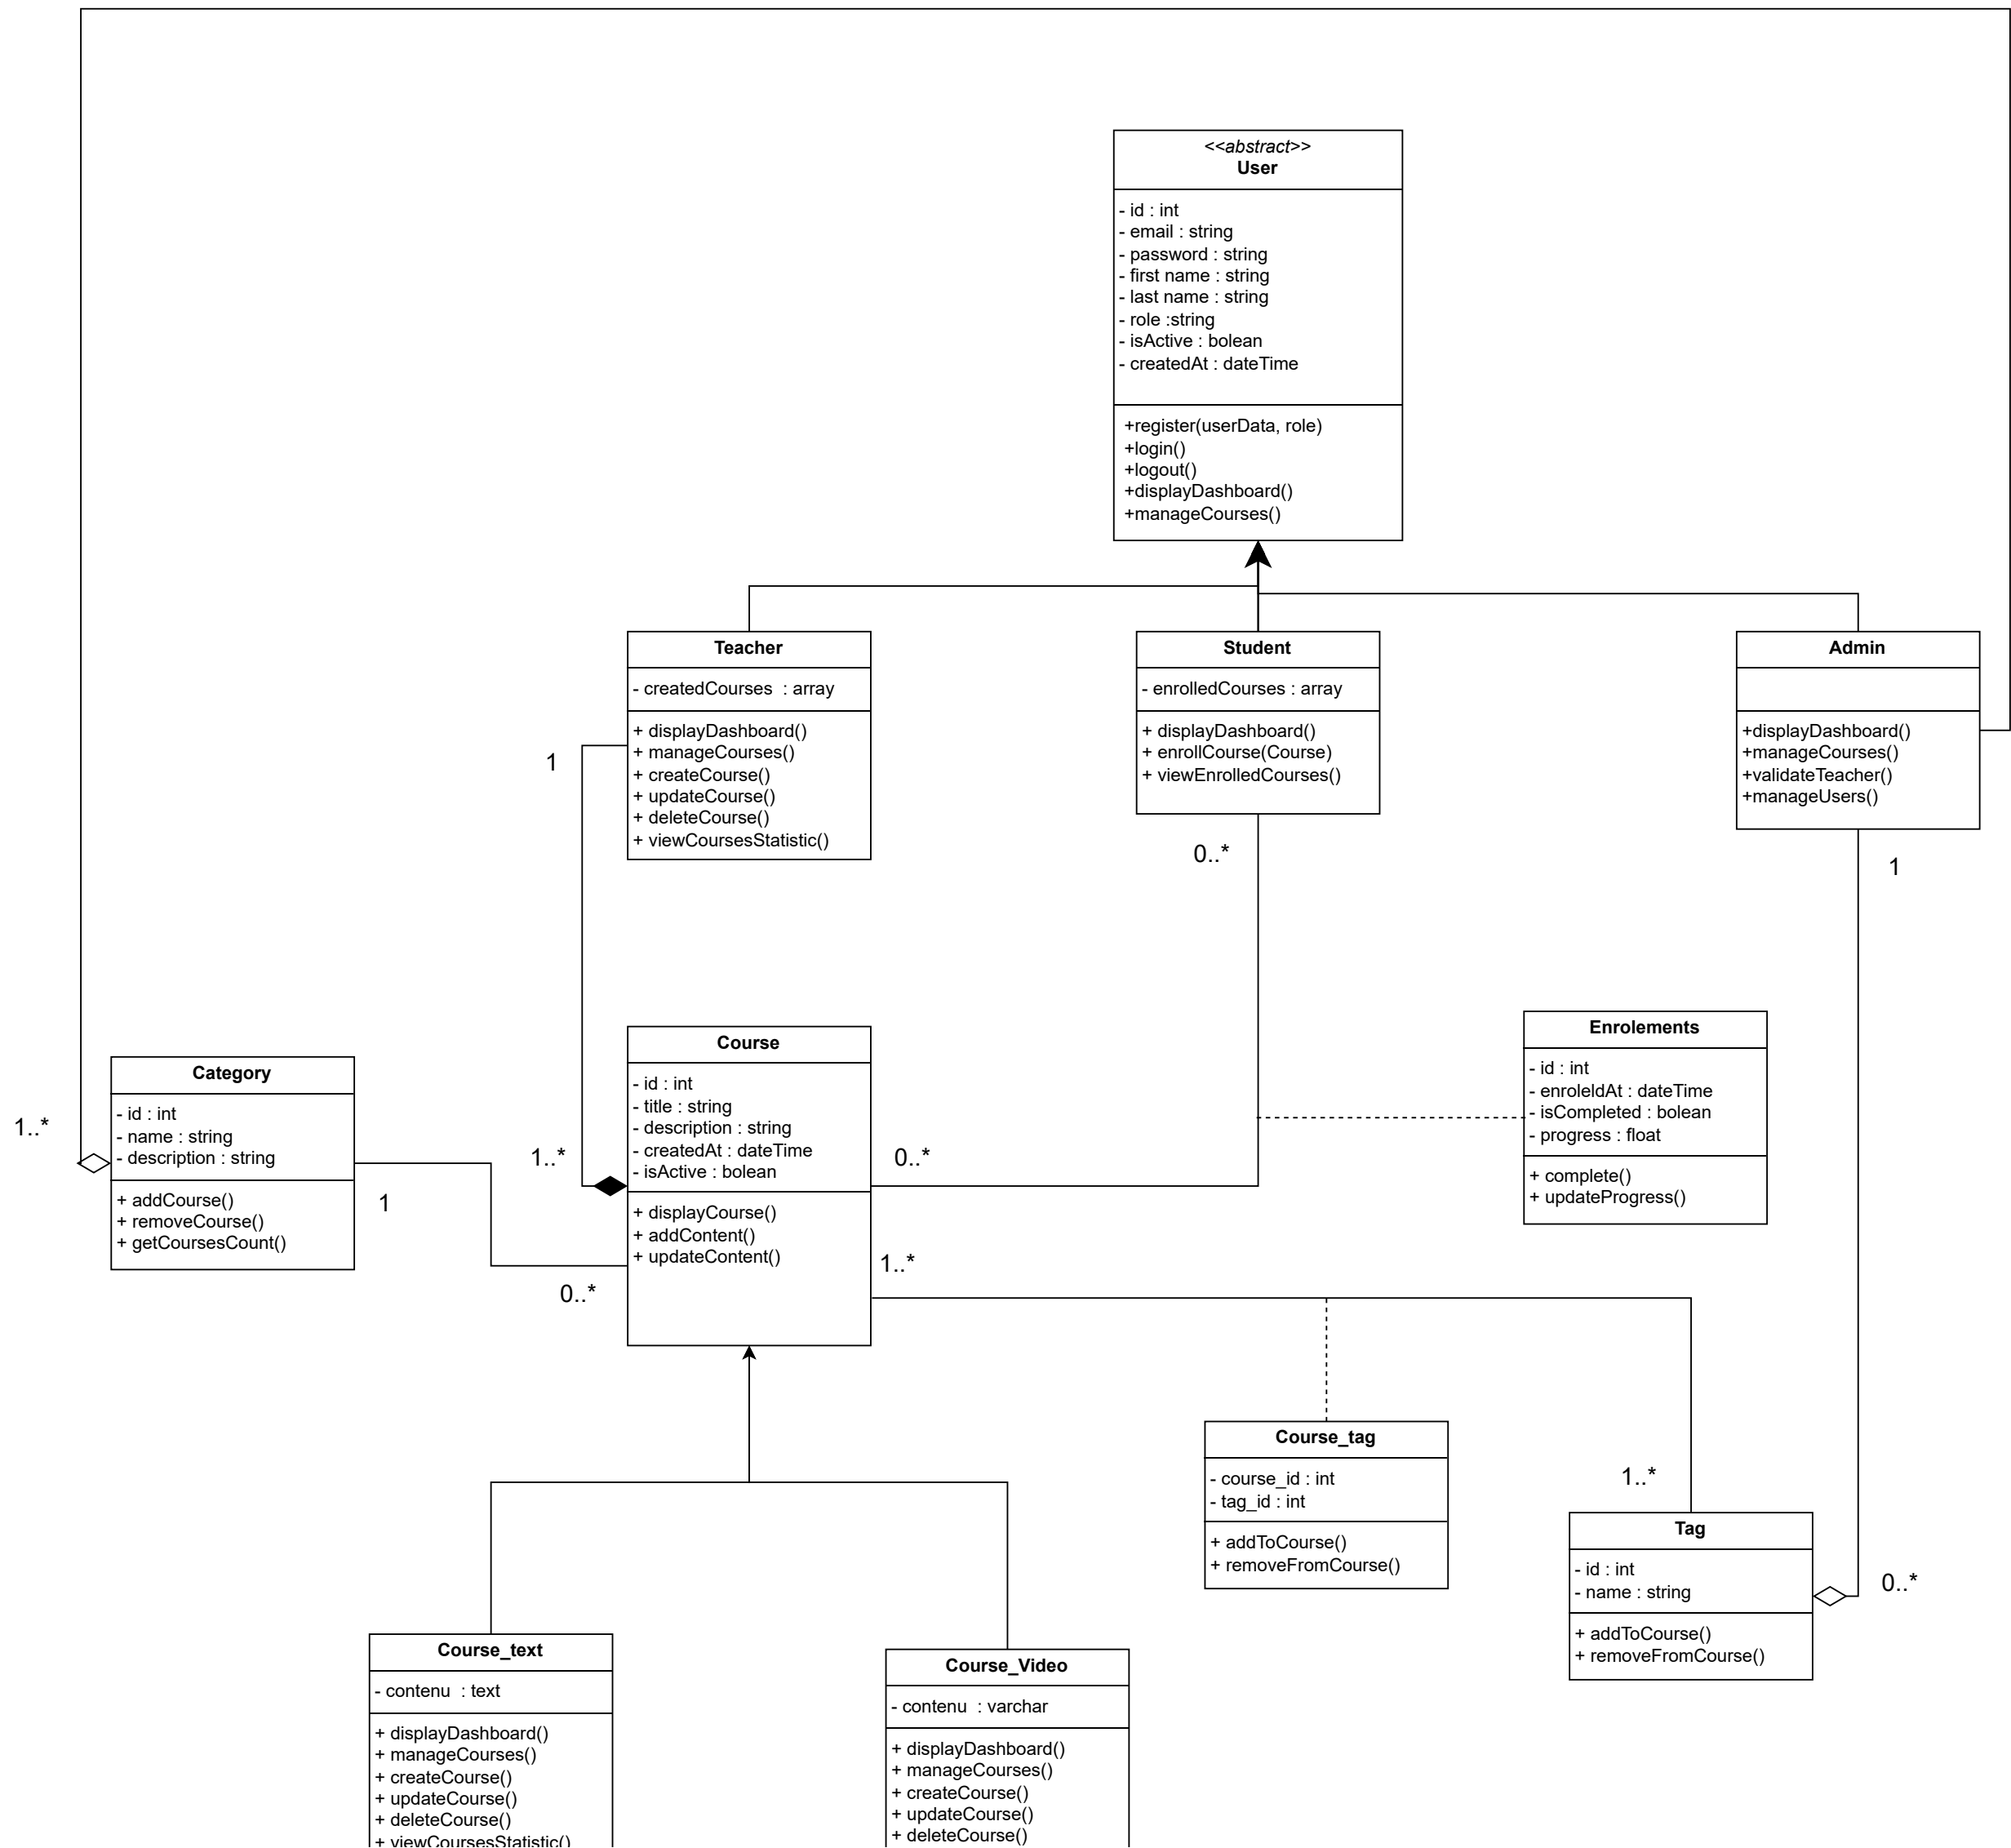 <<abstract>>
User
- id : int
- email : string
- password : string
- first name : string
- last name : string
- role :string
- isActive : bolean
- createdAt : dateTime
+register(userData, role)
+login()
+logout()
+displayDashboard()
+manageCourses()
Teacher
- createdCourses  : array
+ displayDashboard()
+ manageCourses()
+ createCourse()
+ updateCourse()
+ deleteCourse()
+ viewCoursesStatistic()
1
Student
- enrolledCourses : array
+ displayDashboard()
+ enrollCourse(Course)
+ viewEnrolledCourses()
0..*
Admin
+displayDashboard()
+manageCourses()
+validateTeacher()
+manageUsers()
1
Category
- id : int
- name : string
- description : string
+ addCourse()
+ removeCourse()
+ getCoursesCount()
1..*
1
Course
- id : int
- title : string
- description : string
- createdAt : dateTime
- isActive : bolean
+ displayCourse()
+ addContent()
+ updateContent()
1..*
0..*
0..*
1..*
Enrolements
- id : int
- enroleldAt : dateTime
- isCompleted : bolean
- progress : float
+ complete()
+ updateProgress()
Course_tag
- course_id : int
- tag_id : int
+ addToCourse()
+ removeFromCourse()
1..*
Tag
- id : int
- name : string
+ addToCourse()
+ removeFromCourse()
0..*
Course_text
- contenu  : text
+ displayDashboard()
+ manageCourses()
+ createCourse()
+ updateCourse()
+ deleteCourse()
+ viewCoursesStatistic()
Course_Video
- contenu  : varchar
+ displayDashboard()
+ manageCourses()
+ createCourse()
+ updateCourse()
+ deleteCourse()